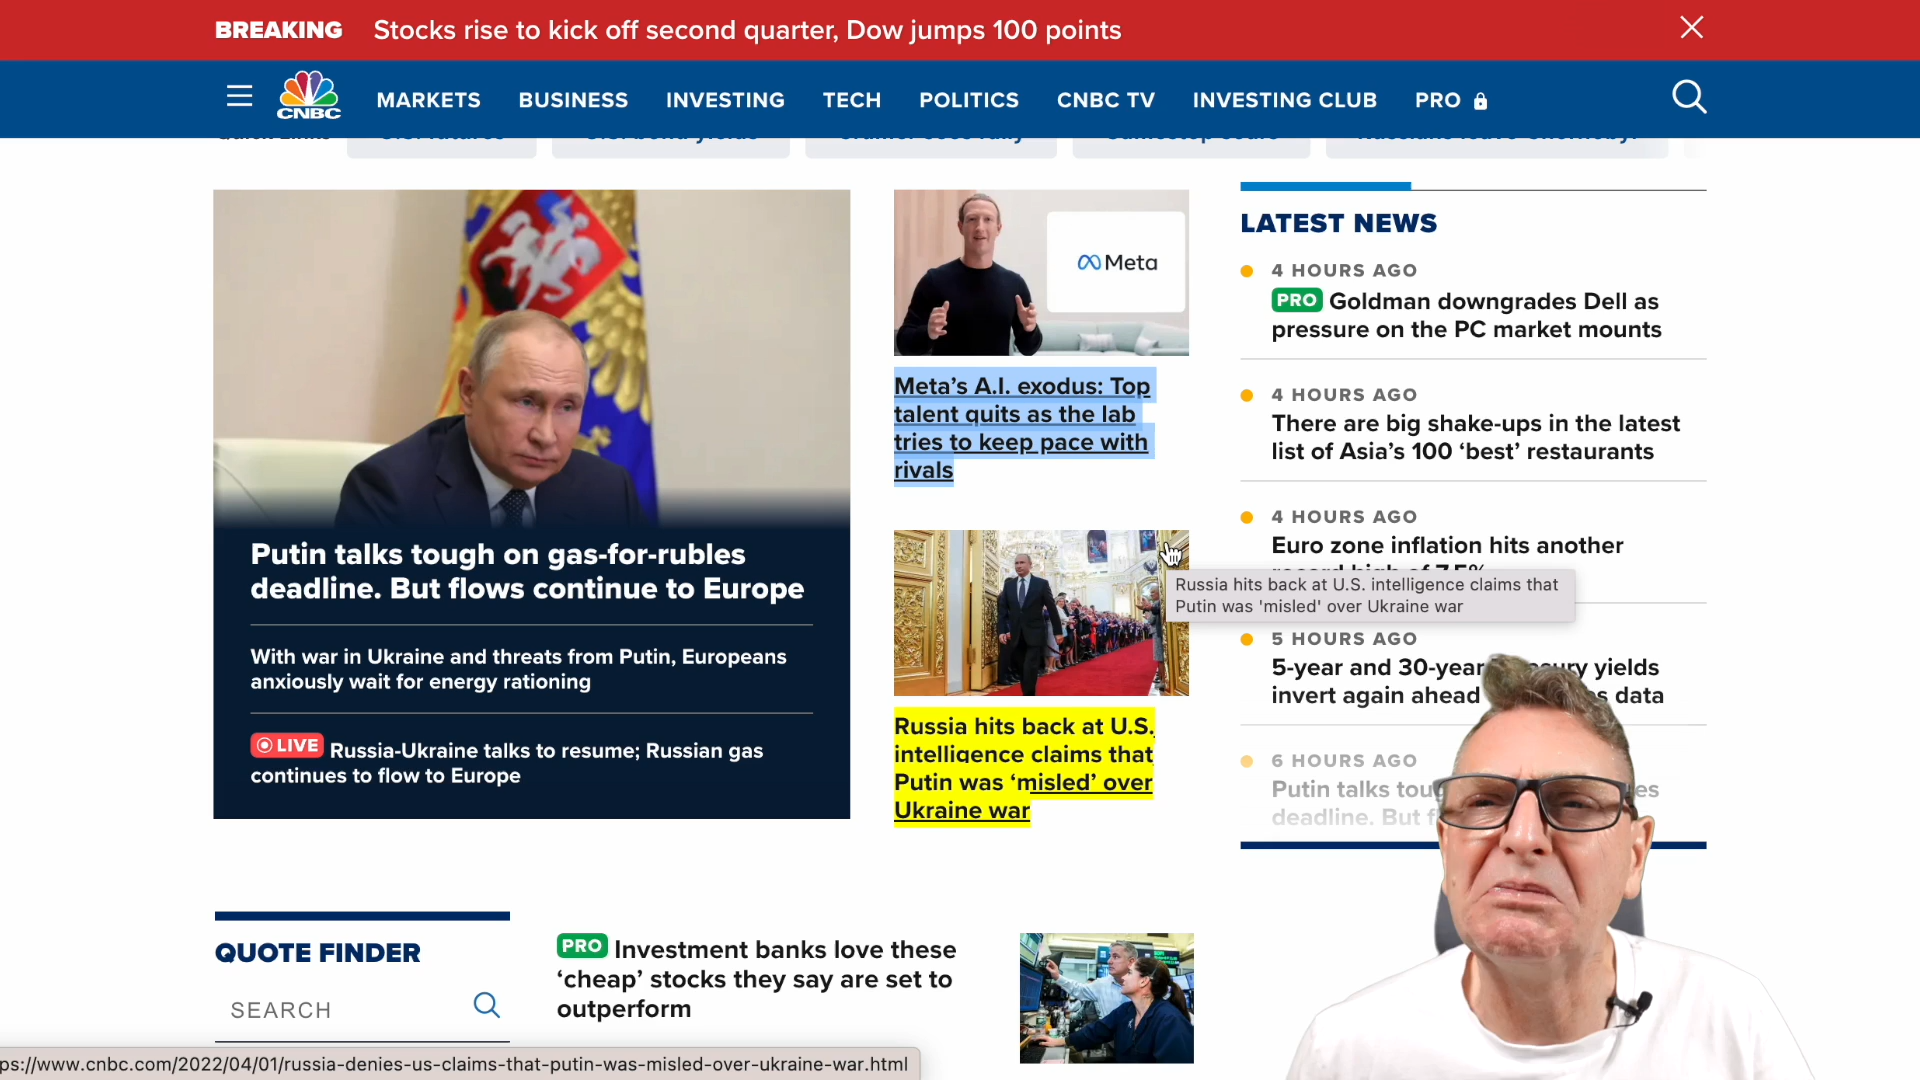 BREAKING Stocks rise to kick off second quarter, Dow jumps 100 points
CNBC MARKETS BUSINESS INVESTING TECH POLITICS CNBC TV INVESTING CLUB PRO
Meta
Putin talks tough on gas-for-rubles
deadline. But flows continue to Europe
With war in Ukraine and threats from Putin, Europeans
anxiously wait for energy rationing
LIVE Russia-Ukraine talks to resume; Russian gas
continues to flow to Europe
Meta’s A.I. exodus: Top
talent quits as the lab
tries to keep pace with
rivals
Russia hits back at U.S.
intelligence claims that
Putin was ‘misled’ over
Ukraine war
LATEST NEWS
4 HOURS AGO
PRO Goldman downgrades Dell as
pressure on the PC market mounts
4 HOURS AGO
There are big shake-ups in the latest
list of Asia’s 100 ‘best’ restaurants
4 HOURS AGO
Euro zone inflation hits another
Russia hits back at U.S. intelligence claims that
Putin was 'misled' over Ukraine war
5 HOURS AGO
5-year and 30-year yields
invert again ahead data
6 HOURS AGO
Putin talks
deadline. But
QUOTE FINDER
SEARCH
PRO Investment banks love these
‘cheap’ stocks they say are set to
outperform
ps://www.cnbc.com/2022/04/01/russia-denies-us-claims-that-putin-was-misled-over-ukraine-war.html